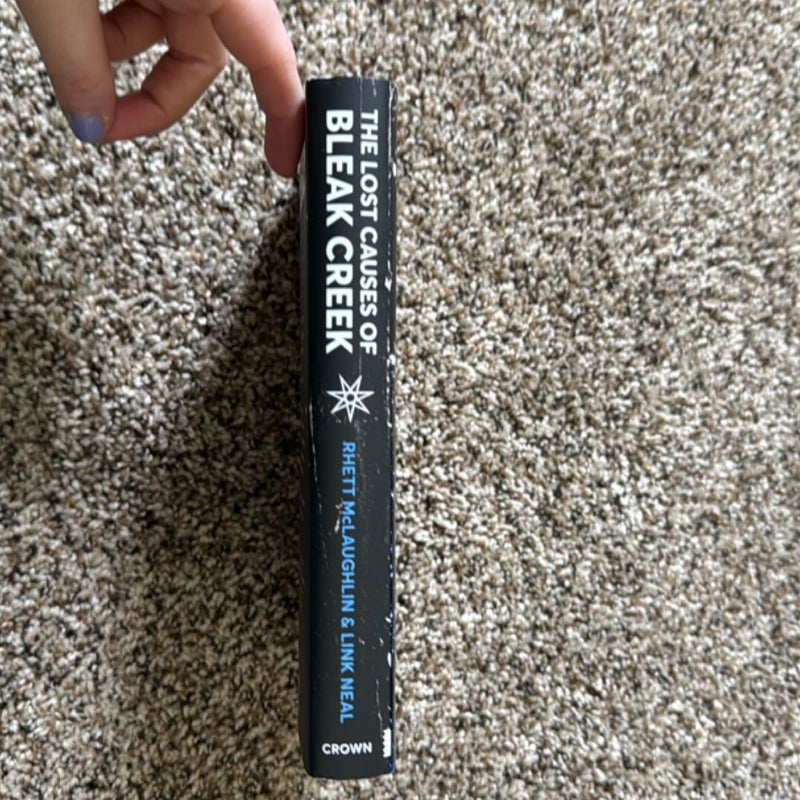 THE LOST CAUSES OF
BLEAK CREEK
RHETT McLAUGHLIN & LINK NEAL
CROWN